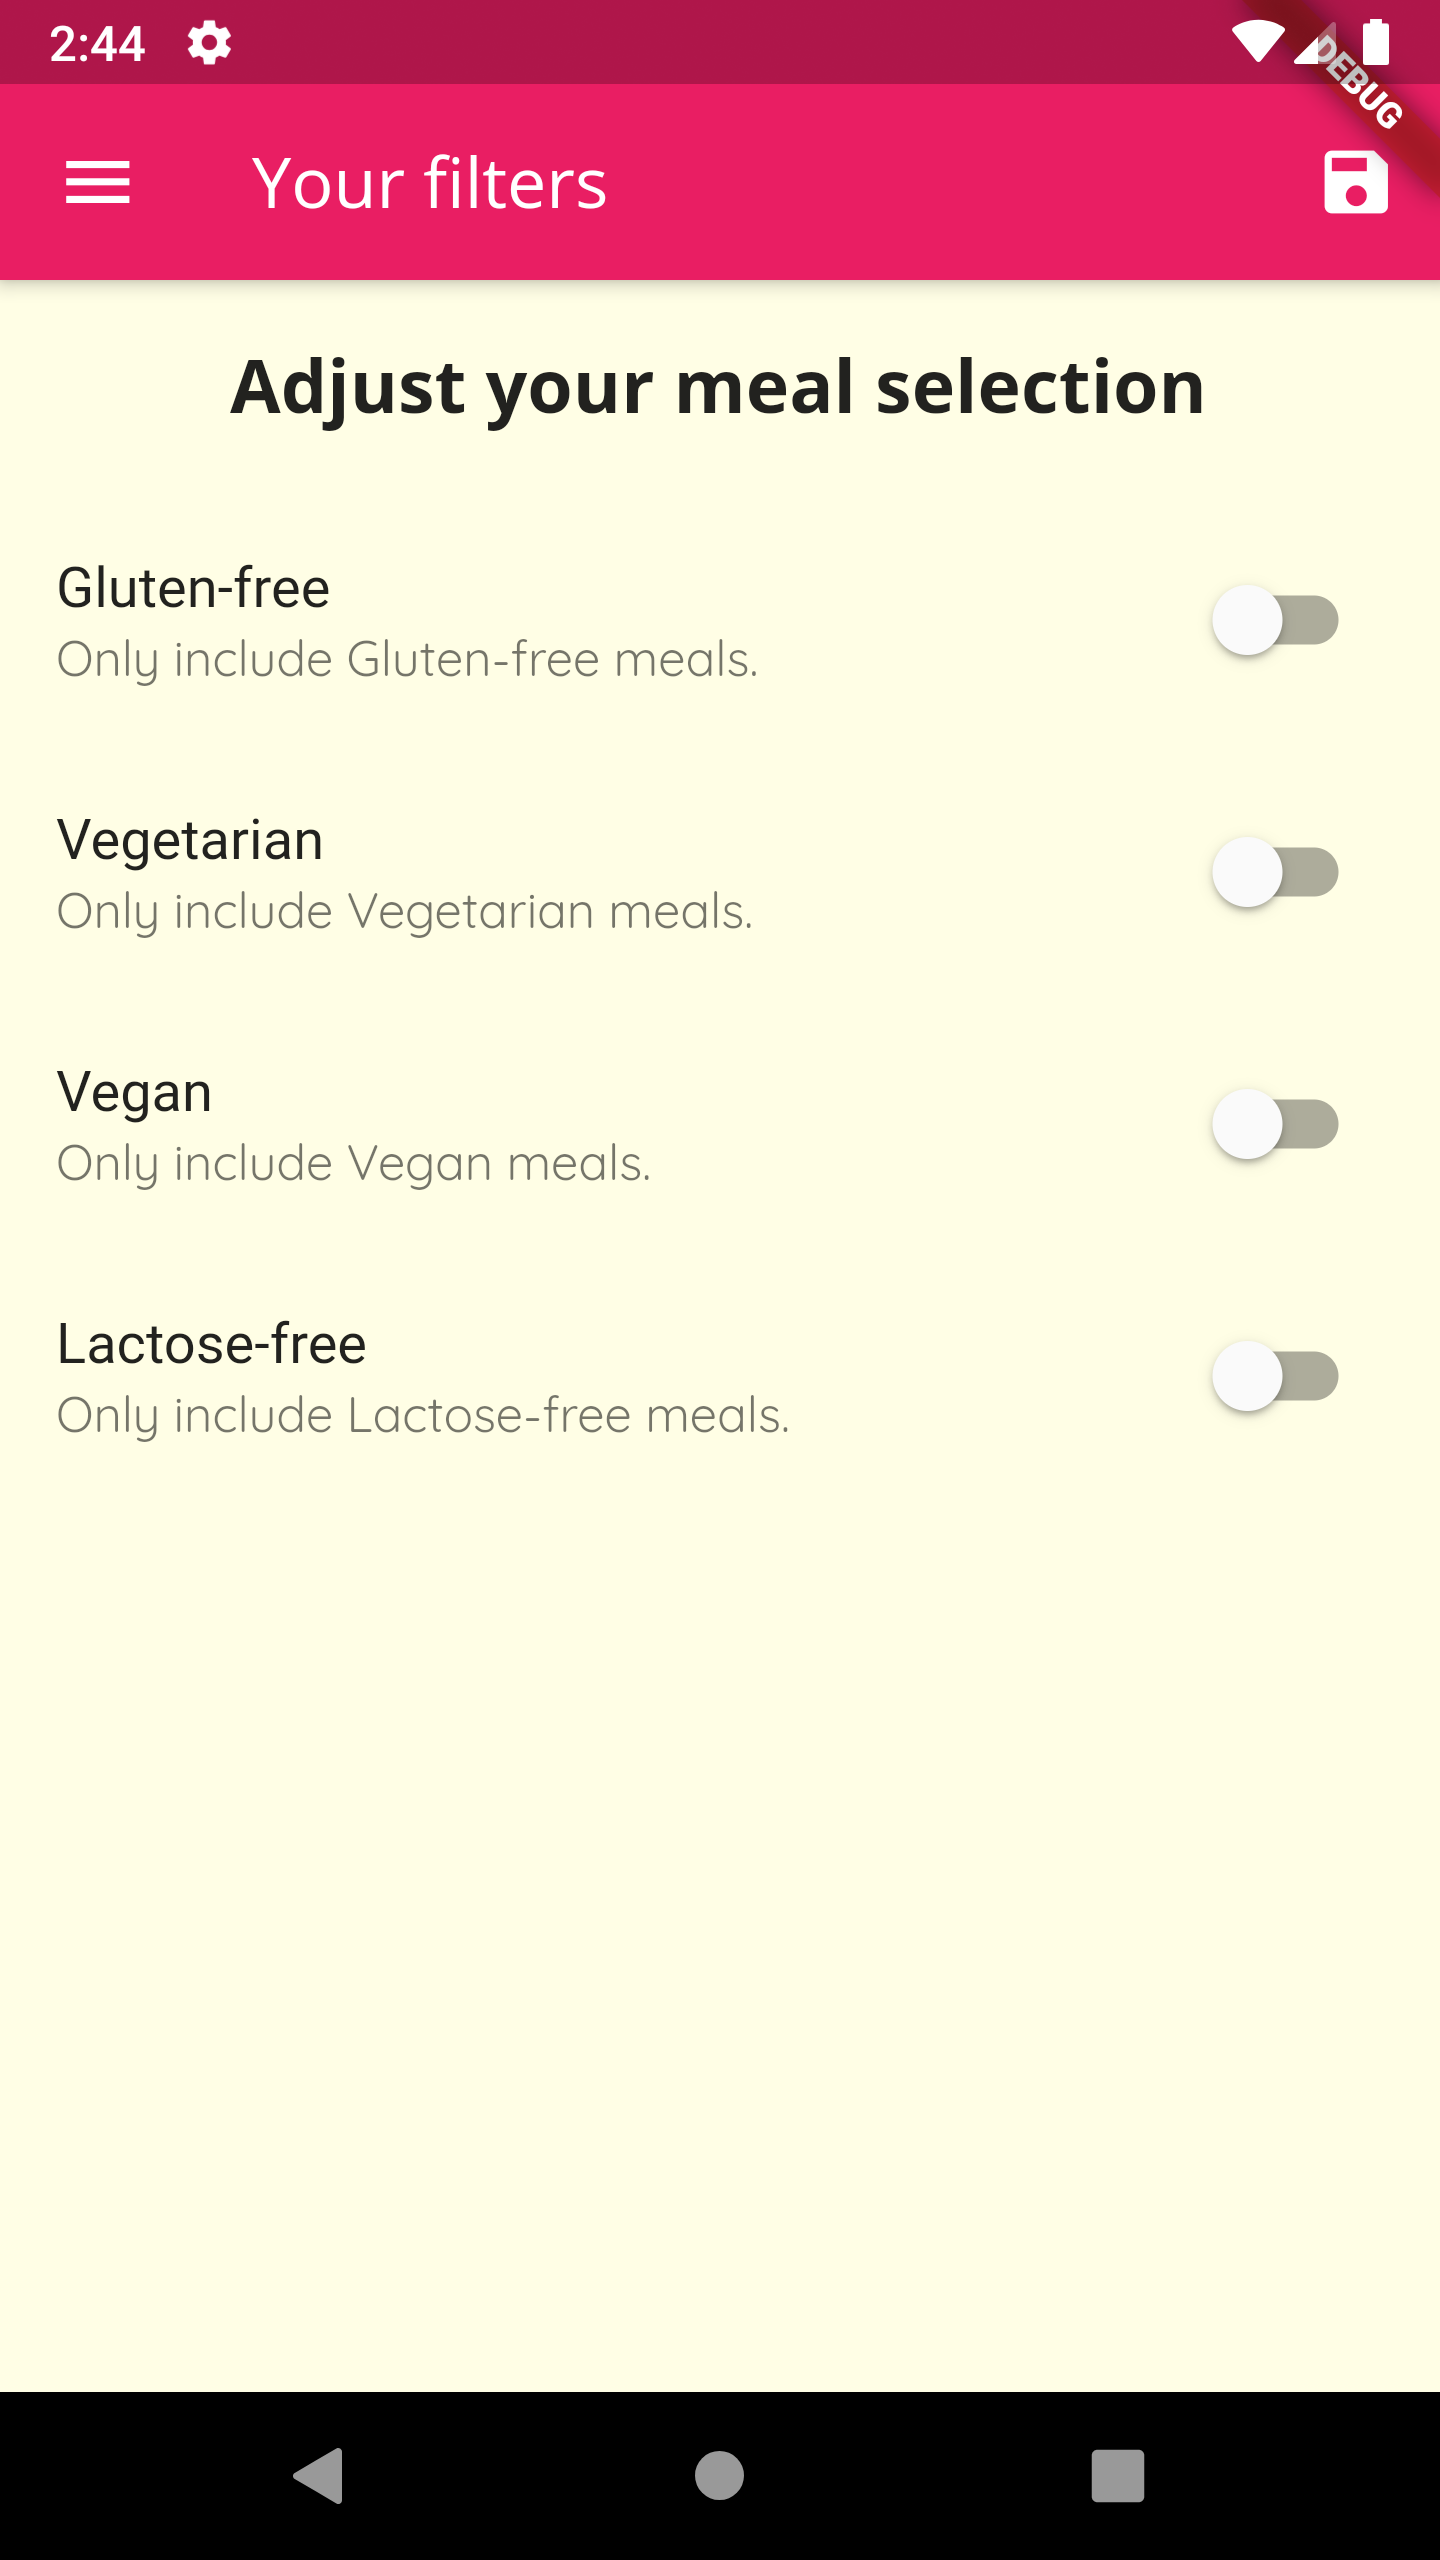 2:44
DEBUG
Your filters
Adjust your meal selection
Gluten-free
Only include Gluten-free meals.
Vegetarian
Only include Vegetarian meals.
Vegan
Only include Vegan meals.
Lactose-free
Only include Lactose-free meals.